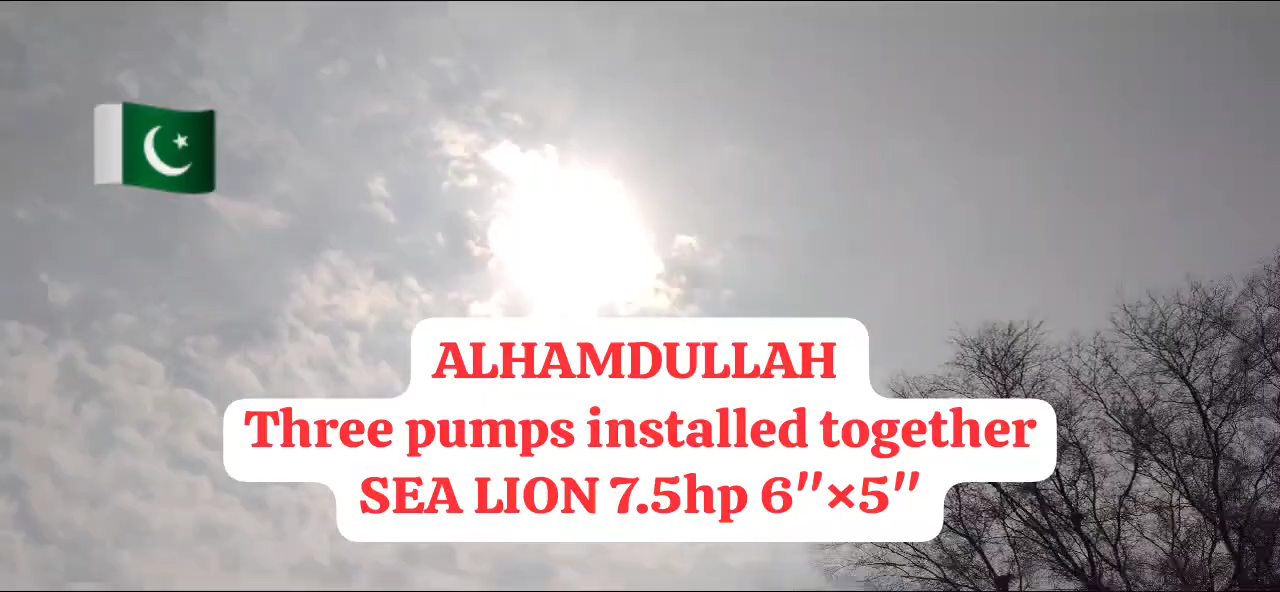 ALHAMDULLAH
Three pumps installed together
SEA LION 7.5hp 6"×5"